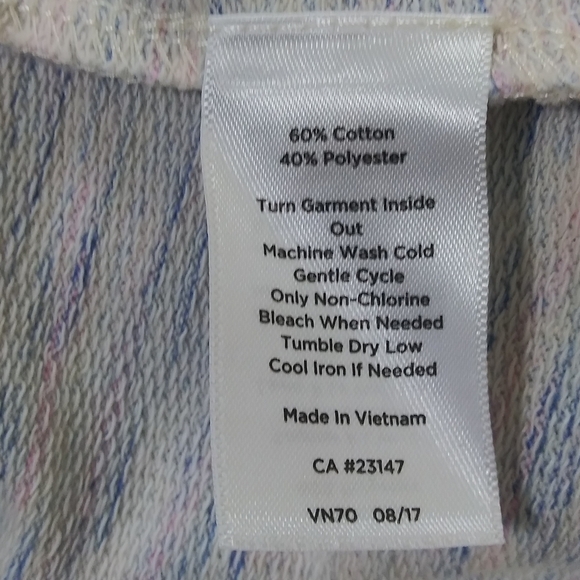 60% Cotton
40% Polyester
Turn Garment Inside
Out
Machine Wash Cold
Gentle Cycle
Only Non-Chlorine
Bleach When Needed
Tumble Dry Low
Cool Iron If Needed
Made In Vietnam
CA #23147
VN70 08/17